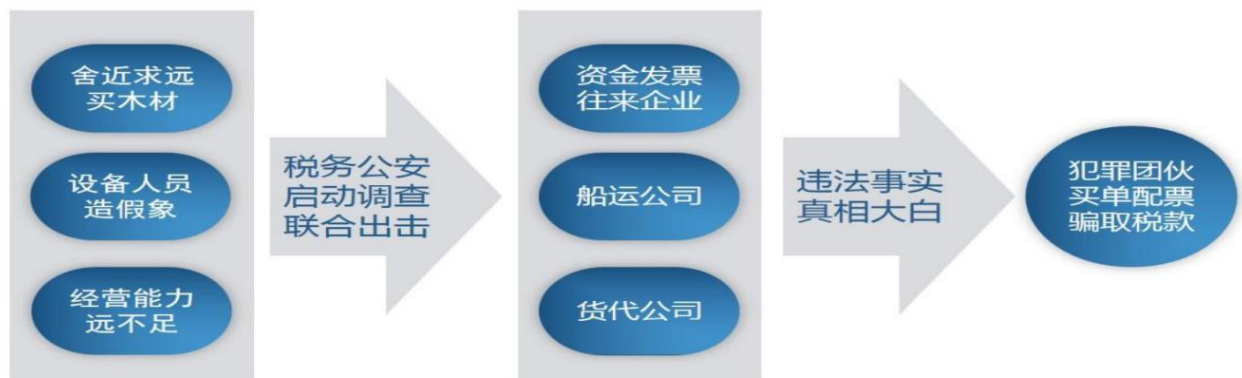 舍近求远
买木材
设备人员
造假象
经营能力
远不足
税务公安
启动调查
联合出击
资金发票
往来企业
船运公司
货代公司
违法事实
真相大白
犯罪团伙
买单配票
骗取税款